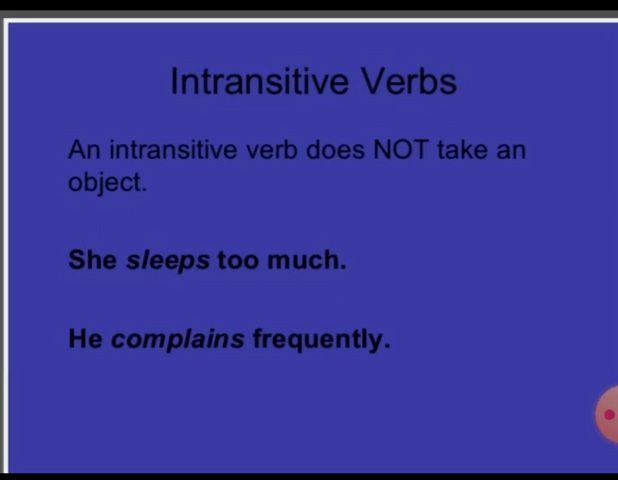 Intransitive Verbs
An intransitive verb does NOT take an
object.
She sleeps too much.
He complains frequently.